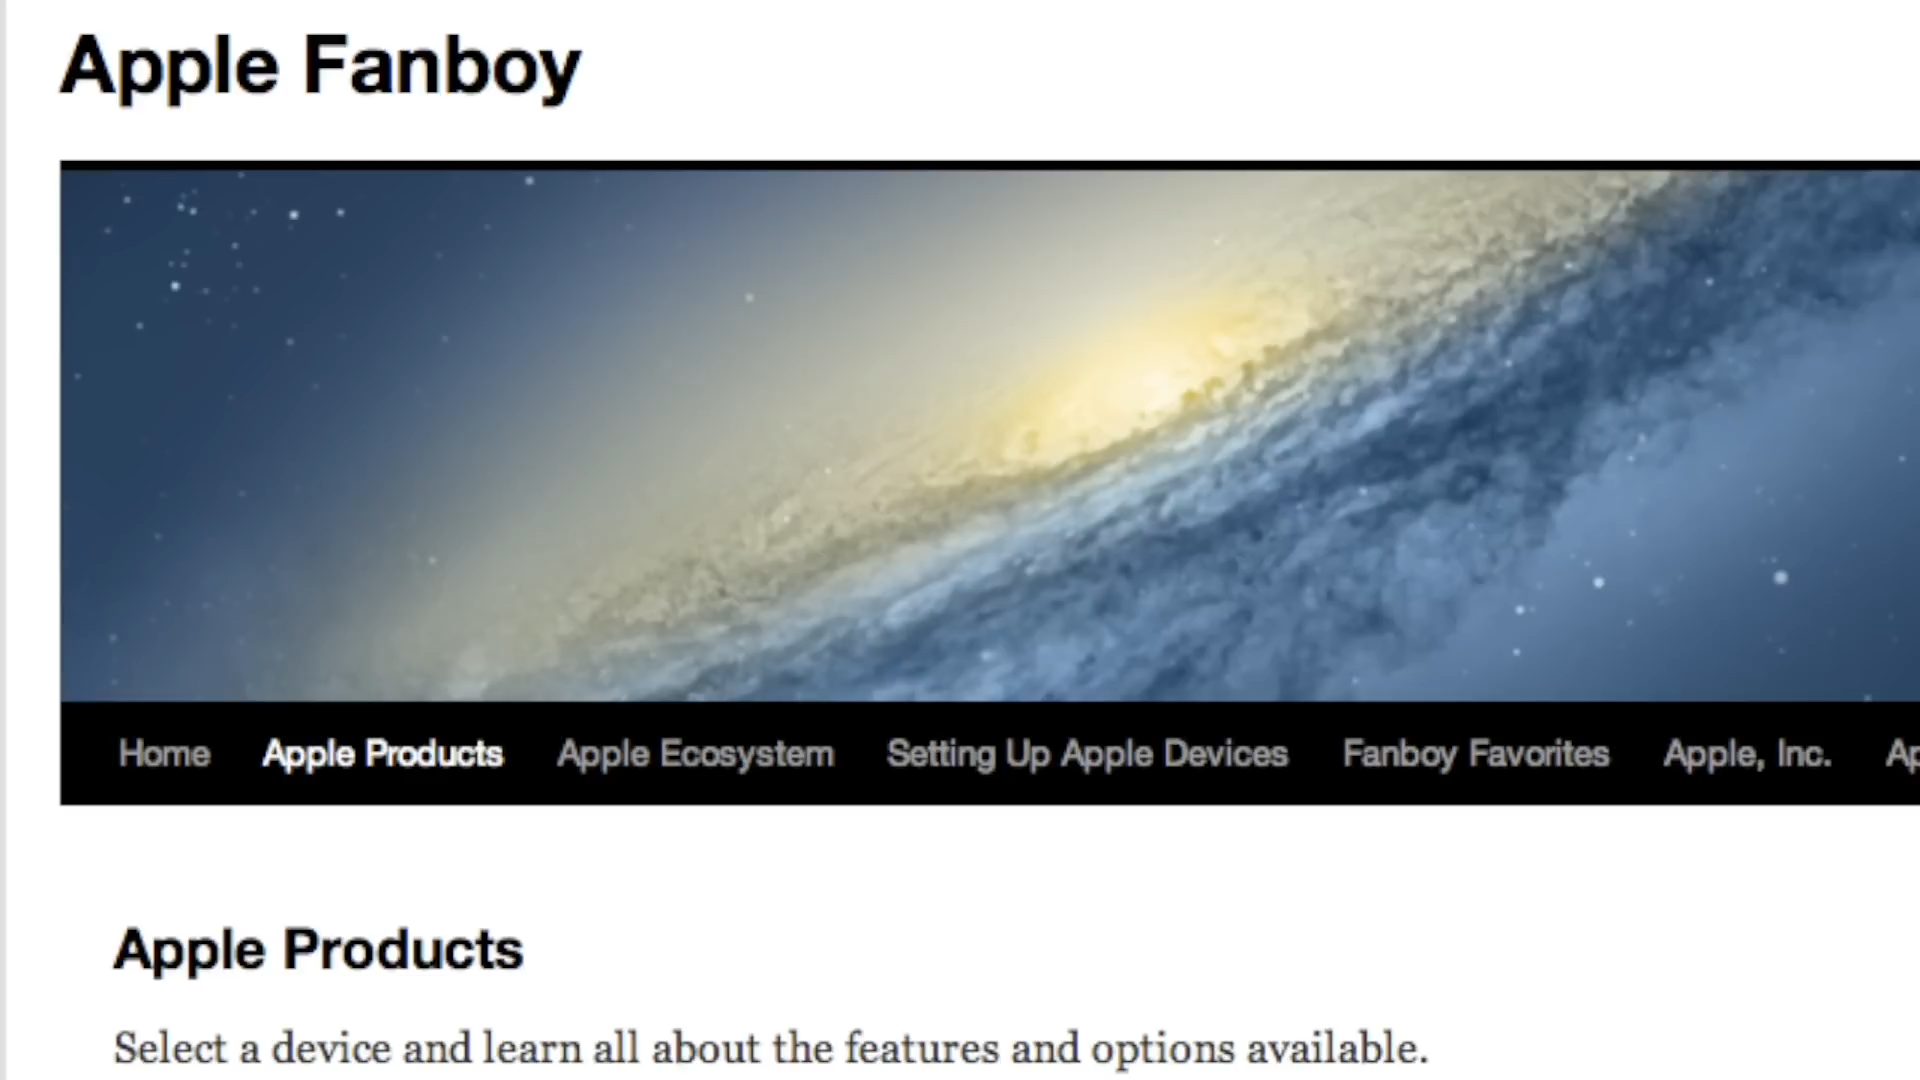 Apple Fanboy
Home Apple Products Apple Ecosystem Setting Up Apple Devices Fanboy Favorites Apple, Inc. Ap
Apple Products
Select a device and learn all about the features and options available.